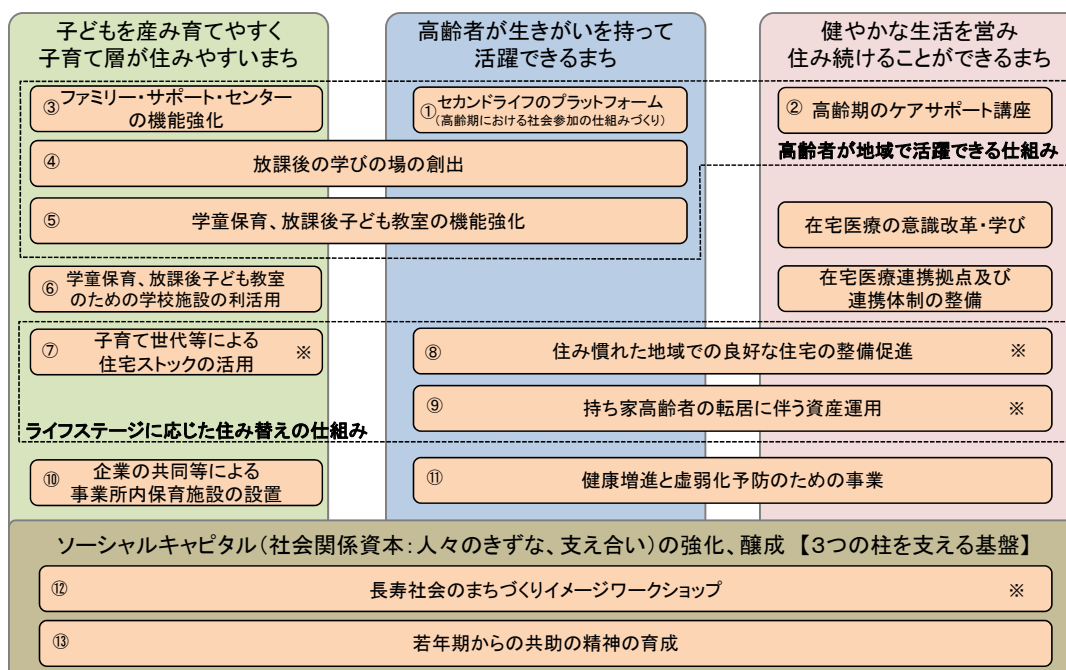 子どもを産み育てやすく
子育て層が住みやすいまち
高齢者が生きがいを持って
活躍できるまち
健やかな生活を営み
住み続けることができるまち
③ファミリー・サポート・センター
の機能強化
①セカンドライフのプラットフォーム
(高齢期における社会参加の仕組みづくり)
② 高齢期のケアサポート講座
高齢者が地域で活躍できる仕組み
④ 放課後の学びの場の創出
⑤ 学童保育、放課後子ども教室の機能強化
在宅医療の意識改革・学び
⑥ 学童保育、放課後子ども教室
のための学校施設の利活用
在宅医療連携拠点及び
連携体制の整備
⑦ 子育て世代等による
住宅ストックの活用 ※
⑧ 住み慣れた地域での良好な住宅の整備促進 ※
⑨ 持ち家高齢者の転居に伴う資産運用 ※
ライフステージに応じた住み替えの仕組み
⑩ 企業の共同等による
事業所内保育施設の設置
⑪ 健康増進と虚弱化予防のための事業
ソーシャルキャピタル(社会関係資本:人々のきずな、支え合い)の強化、醸成 【3つの柱を支える基盤】
⑫ 長寿社会のまちづくりイメージワークショップ ※
⑬ 若年期からの共助の精神の育成